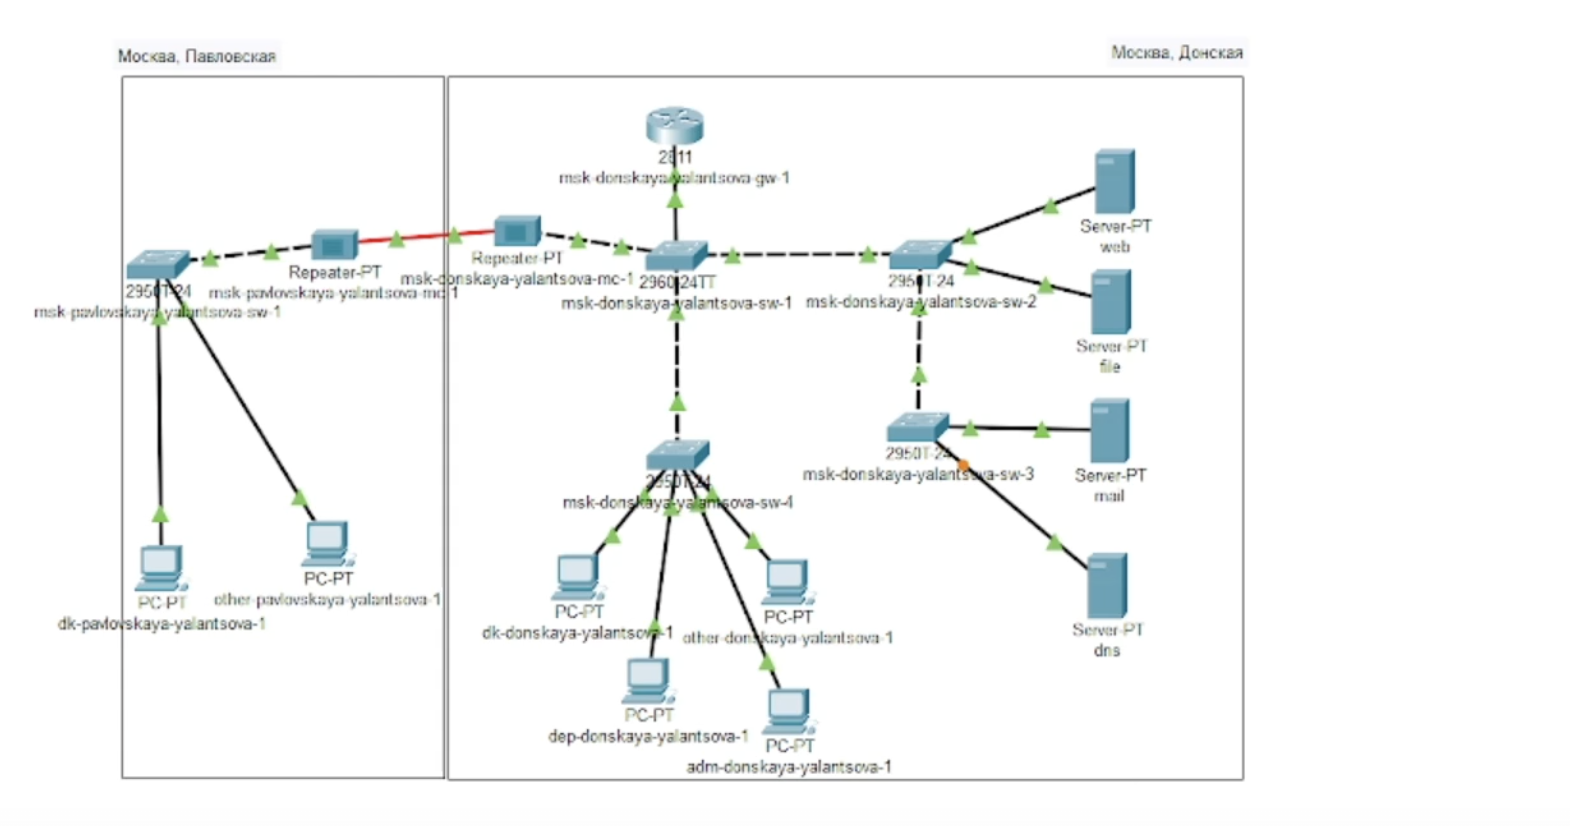 Москва, Павловская
Москва, Донская
2811
msk-donskaya-yalantsova-gw-1
Server-PT
web
Repeater-PT
msk-pavlovskaya-yalantsova-mc-1
Repeater-PT
msk-donskaya-yalantsova-mc-1
2950T-24
msk-pavlovskaya-yalantsova-sw-1
2960-24TT
msk-donskaya-yalantsova-sw-1
2950T-24
msk-donskaya-yalantsova-sw-2
Server-PT
file
2950T-24
msk-donskaya-yalantsova-sw-3
Server-PT
mail
2950T-24
msk-donskaya-yalantsova-sw-4
PC-PT
dk-pavlovskaya-yalantsova-1
PC-PT
other-pavlovskaya-yalantsova-1
PC-PT
dk-donskaya-yalantsova-1
PC-PT
other-donskaya-yalantsova-1
Server-PT
dns
PC-PT
dep-donskaya-yalantsova-1
PC-PT
adm-donskaya-yalantsova-1